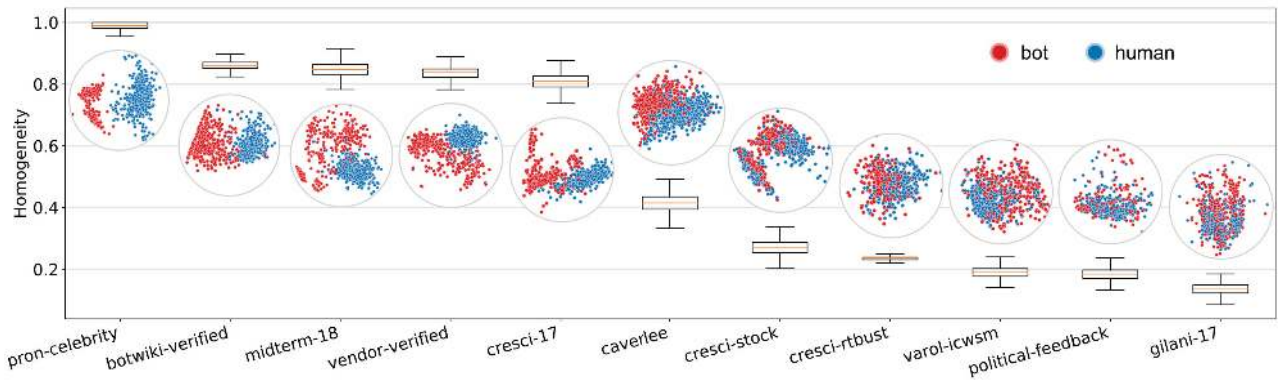 1.0
0.8
0.6
0.4
0.2
Homogeneity
bot
human
pron-celebrity
botwiki-verified
midterm-18
vendor-verified
cresci-17
caverlee
cresci-stock
cresci-rtbust
varol-icwsm
political-feedback
gilani-17